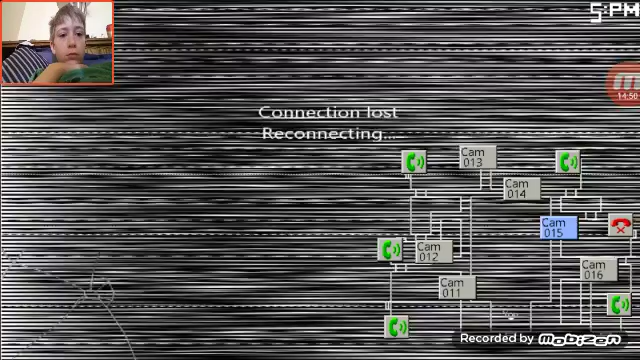 5:PM
14:50
Connection lost
Reconnecting...
Cam
013
Cam
014
Cam
015
Cam
012
Cam
016
Cam
011
Recorded by mobizen